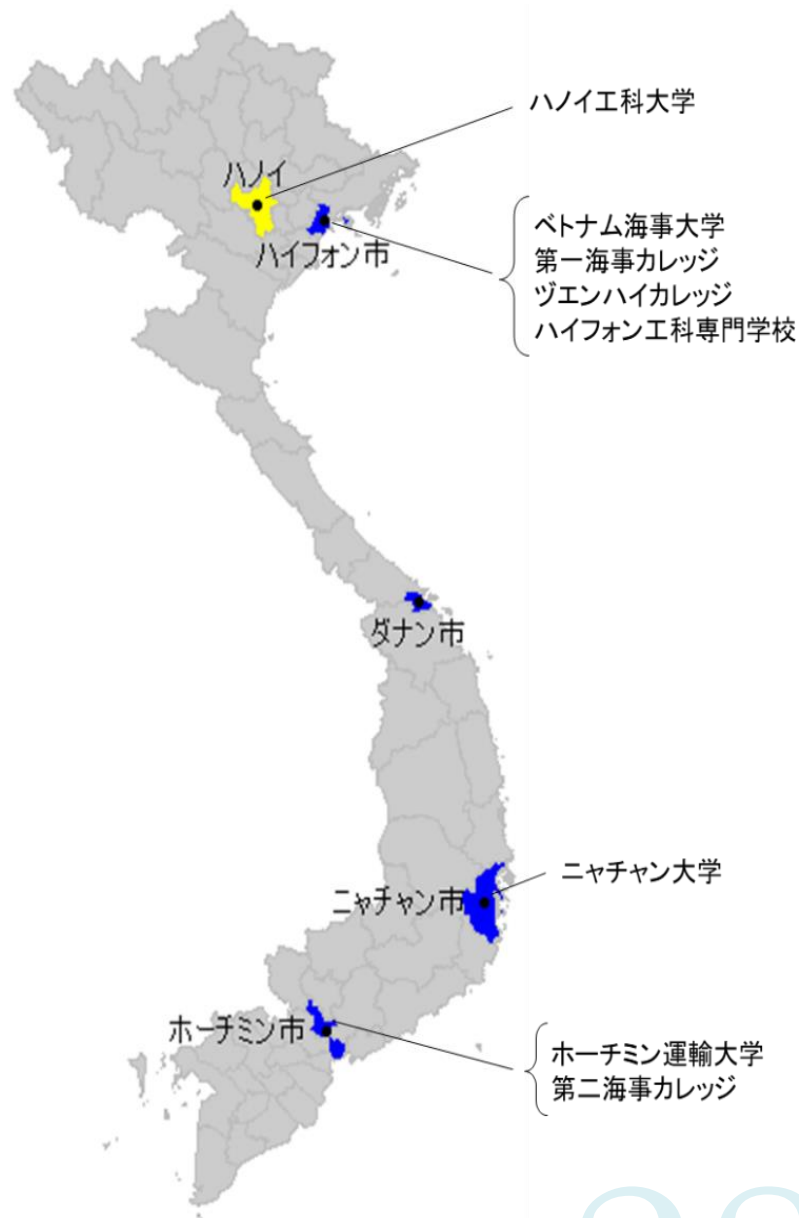 ハノイ工科大学
ハノイ
ベトナム海事大学
第一海事カレッジ
ヅエンハイカレッジ
ハイフォン工科専門学校
ハイフォン市
ダナン市
ニャチャン大学
ニャチャン市
ホーチミン市
ホーチミン運輸大学
第二海事カレッジ